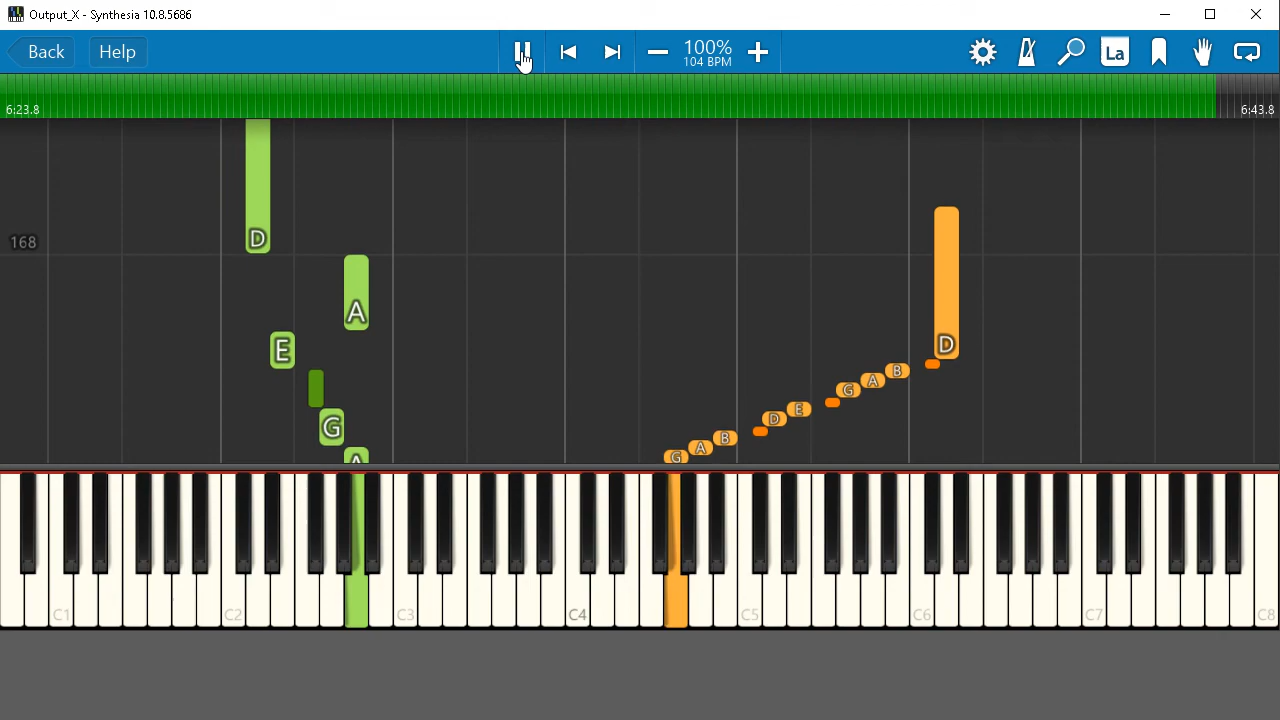 Output_X - Synthesia 10.8.5686
Back
Help
100%
104 BPM
La
6:23.8
6:43.8
D
168
A
E
D
B
A
G
E
D
G
B
A
A
G
C1
C2
C3
C4
C5
C6
C7
C8